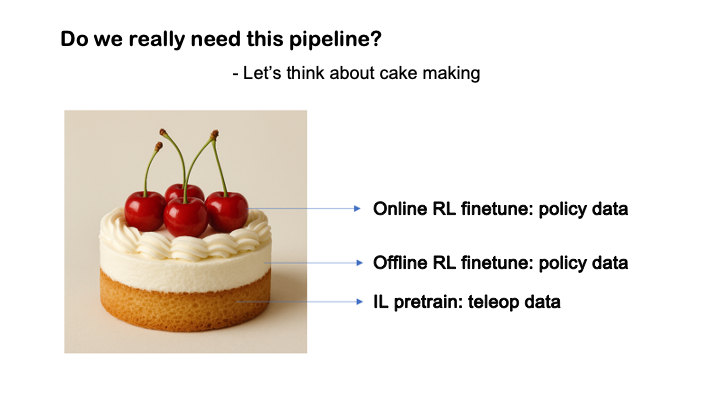 Do we really need this pipeline?
- Let's think about cake making
Online RL finetune: policy data
Offline RL finetune: policy data
IL pretrain: teleop data